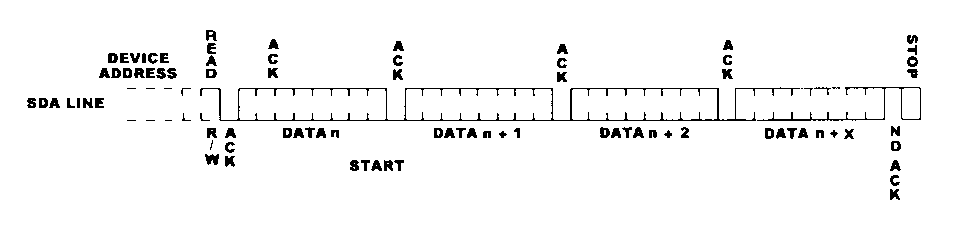 READ
ACK
ACK
ACK
ACK
STOP
DEVICE
ADDRESS
SDA LINE
R/W
ACK
DATA n
DATA n + 1
DATA n + 2
DATA n + x
NO ACK
START